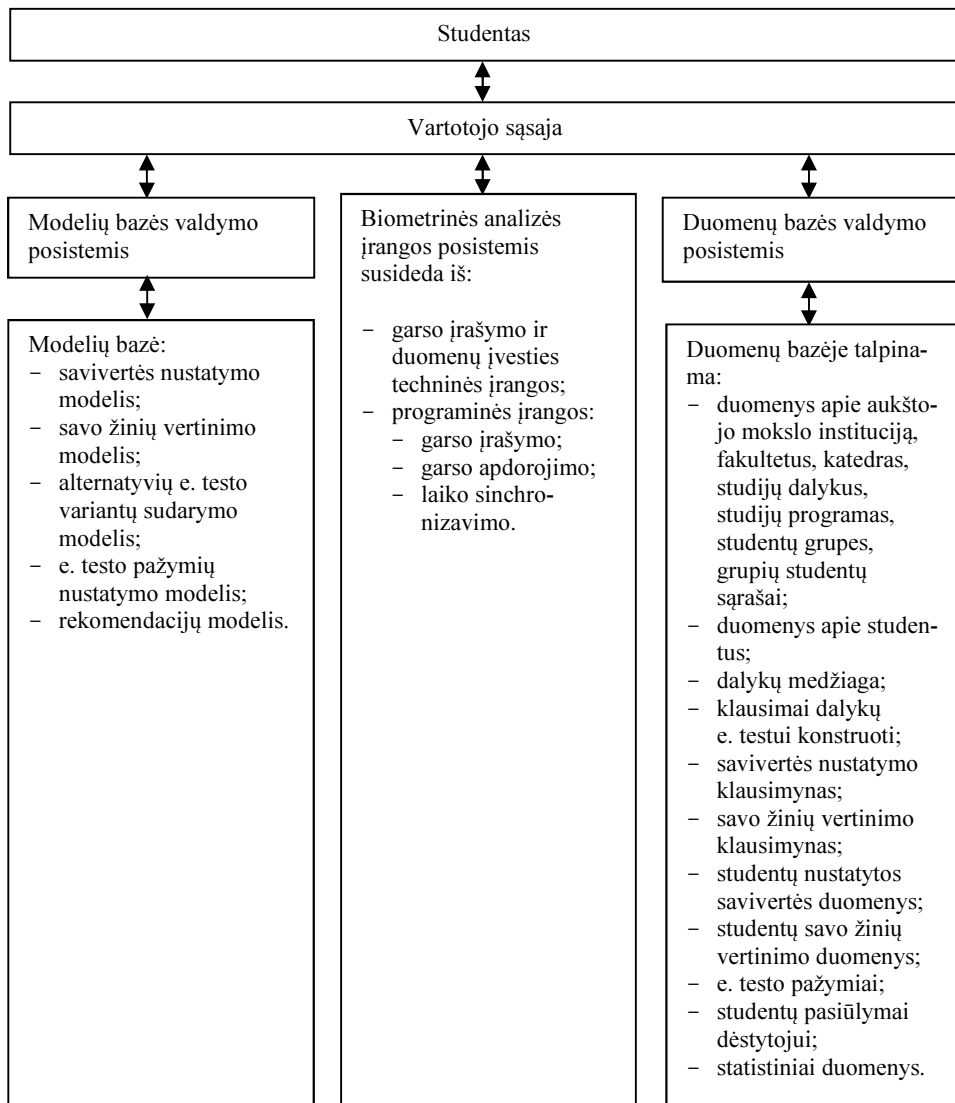 Studentas
Vartotojo sąsaja
Modelių bazės valdymo
posistemis
Modelių bazė:
– savivertės nustatymo
modelis;
– savo žinių vertinimo
modelis;
– alternatyvių e. testo
variantų sudarymo
modelis;
– e. testo pažymių
nustatymo modelis;
– rekomendacijų modelis.
Biometrinės analizės
įrangos posistemis
susideda iš:
– garso įrašymo ir
duomenų įvesties
techninės įrangos;
– programinės įrangos:
– garso įrašymo;
– garso apdorojimo;
– laiko sinchro-
nizavimo.
Duomenų bazės valdymo
posistemis
Duomenų bazėje talpina-
ma:
– duomenys apie aukšto-
jo mokslo instituciją,
fakultetus, katedras,
studijų dalykus,
studijų programas,
studentų grupes,
grupių studentų
sąrašai;
– duomenys apie studen-
tus;
– dalykų medžiaga;
– klausimai dalykų
e. testui konstruoti;
– savivertės nustatymo
klausimynas;
– savo žinių vertinimo
klausimynas;
– studentų nustatytos
savivertės duomenys;
– studentų savo žinių
vertinimo duomenys;
– e. testo pažymiai;
– studentų pasiūlymai
dėstytojui;
– statistiniai duomenys.